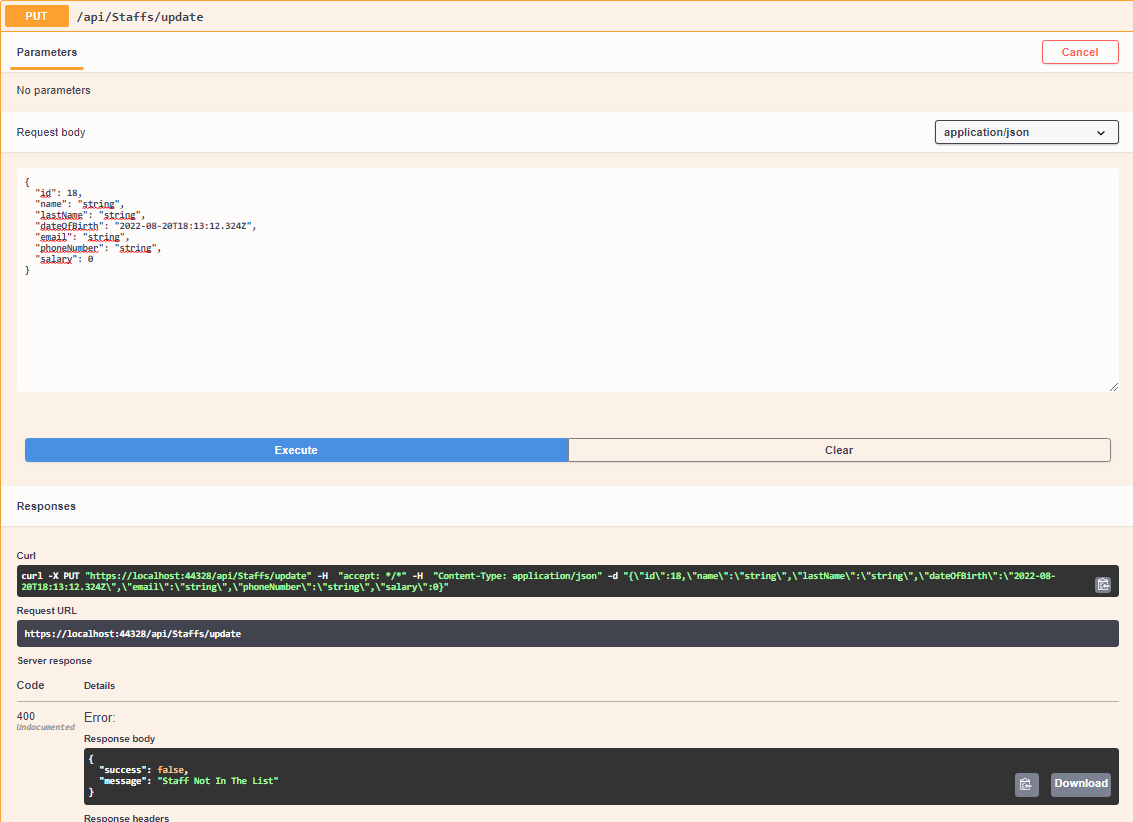 PUT /api/Staffs/update
Parameters Cancel
No parameters
Request body application/json
{
"id": 18,
"name": "string",
"lastName": "string",
"dateOfBirth": "2022-08-20T18:13:12.324Z",
"email": "string",
"phoneNumber": "string",
"salary": 0
}
Execute Clear
Responses
Curl
curl -X PUT "https://localhost:44328/api/Staffs/update" -H "accept: */*" -H "Content-Type: application/json" -d "{\"id\":18,\"name\":\"string\",\"lastName\":\"string\",\"dateOfBirth\":\"2022-08-
20T18:13:12.324Z\",\"email\":\"string\",\"phoneNumber\":\"string\",\"salary\":0}"
Request URL
https://localhost:44328/api/Staffs/update
Server response
Code Details
400 Error:
Undocumented
Response body
{
"success": false,
"message": "Staff Not In The List"
}
Download
Response headers